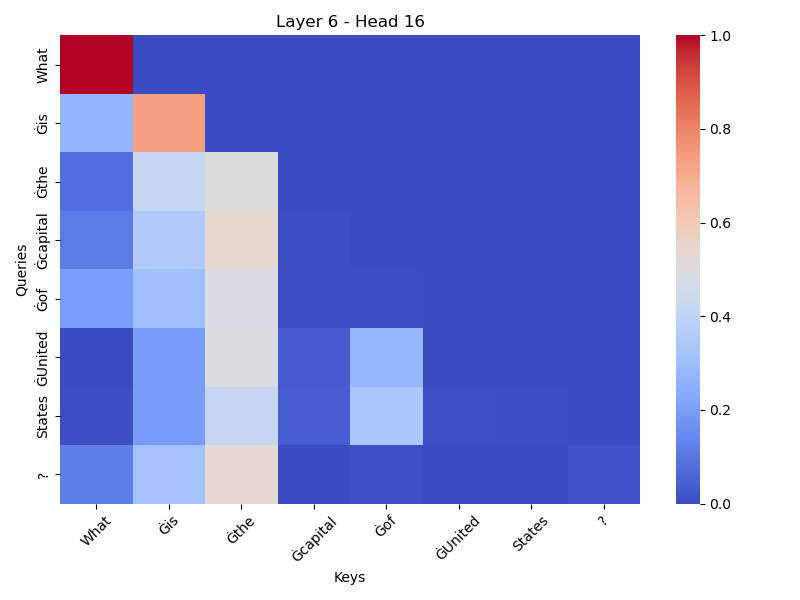 Layer 6 - Head 16
Queries
What
Ġis
Ġthe
Ġcapital
Ġof
ĠUnited
States
?
What
Ġis
Ġthe
Ġcapital
Ġof
ĠUnited
States
?
Keys
1.0
0.8
0.6
0.4
0.2
0.0